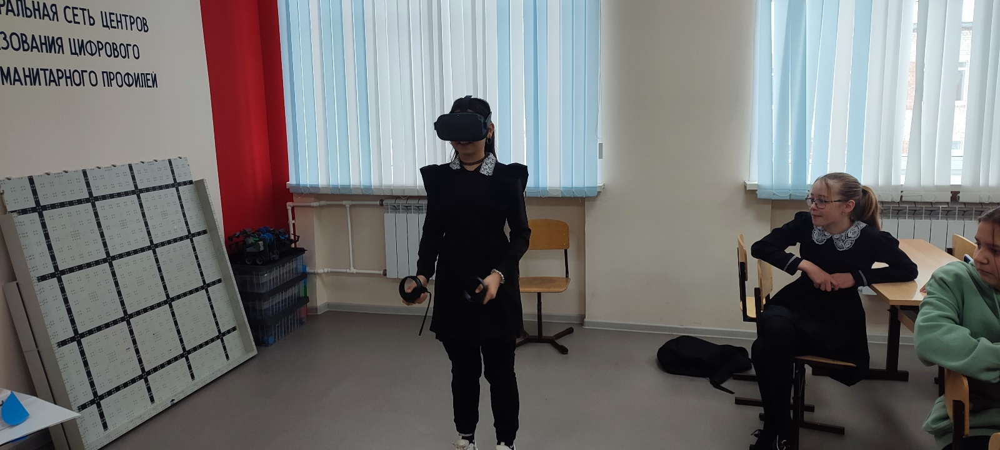 РАЛЬНАЯ СЕТЬ ЦЕНТРОВ
ЗОВАНИЯ ЦИФРОВОГО
МАНИТАРНОГО ПРОФИЛЕЙ